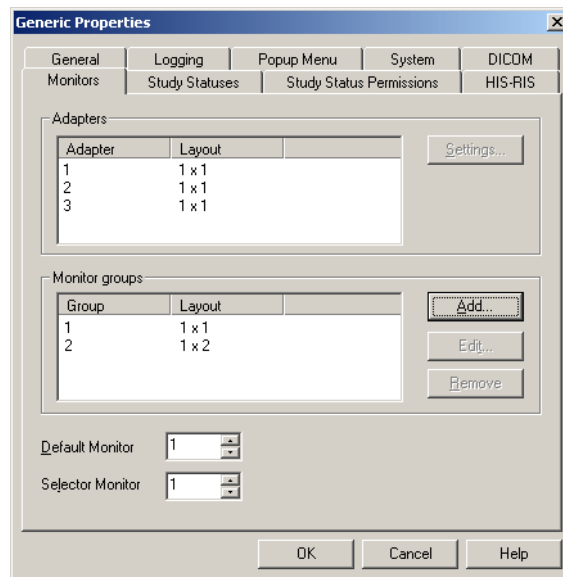 Generic Properties
General Logging Popup Menu System DICOM
Monitors Study Statuses Study Status Permissions HIS-RIS
Adapters
Adapter Layout
1 1 x 1
2 1 x 1
3 1 x 1
Settings...
Monitor groups
Group Layout
1 1 x 1
2 1 x 2
Add...
Edit...
Remove
Default Monitor 1
Selector Monitor 1
OK Cancel Help